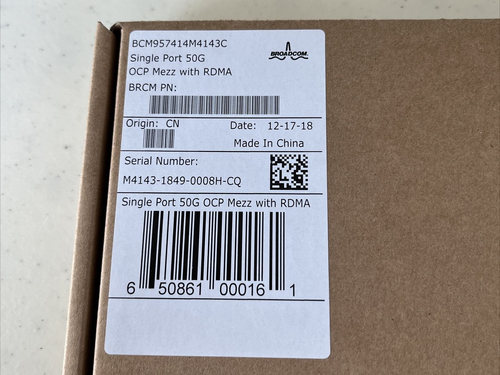 BCM957414M4143C
Single Port 50G
OCP Mezz with RDMA
BROADCOM
BRCM PN:
Origin: CN
Date: 12-17-18
Made In China
Serial Number:
M4143-1849-0008H-CQ
Single Port 50G OCP Mezz with RDMA
6 50861 00016 1